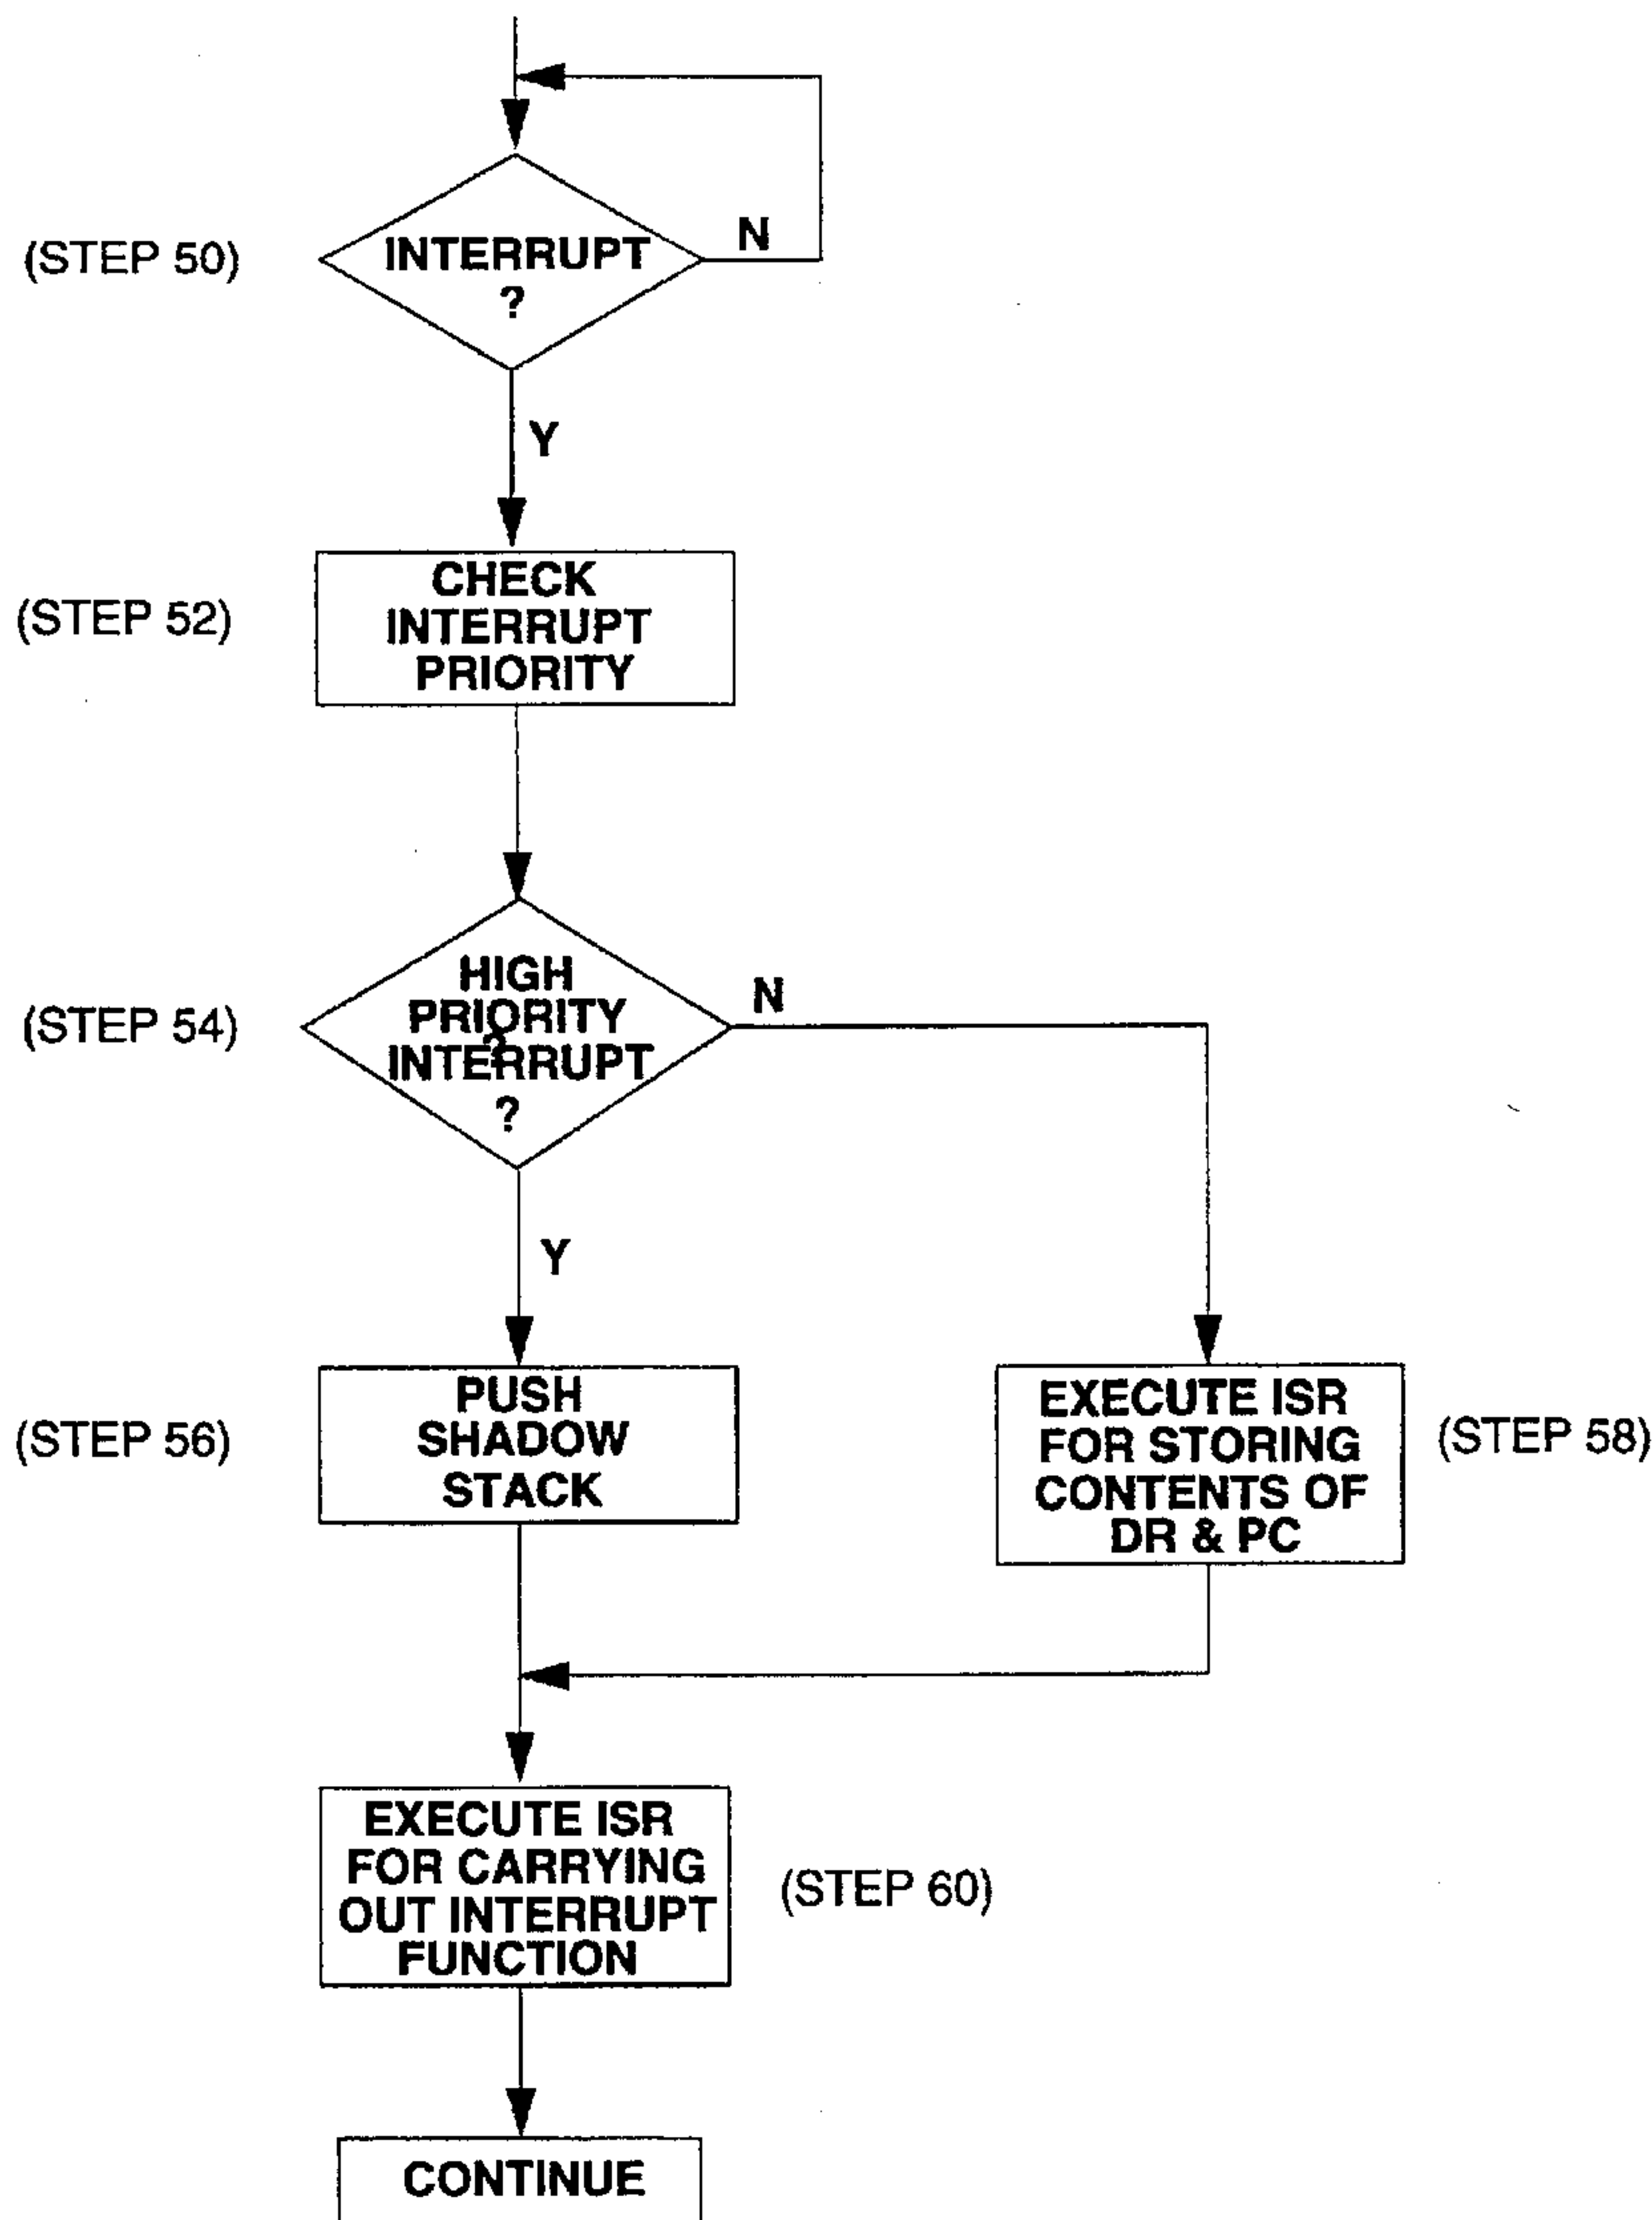 (STEP 50)
INTERRUPT
?
N
Y
(STEP 52)
CHECK
INTERRUPT
PRIORITY
(STEP 54)
HIGH
PRIORITY
?
INTERRUPT
?
N
Y
(STEP 56)
PUSH
SHADOW
STACK
EXECUTE ISR
FOR STORING
CONTENTS OF
DR & PC
(STEP 58)
EXECUTE ISR
FOR CARRYING
OUT INTERRUPT
FUNCTION
(STEP 60)
CONTINUE